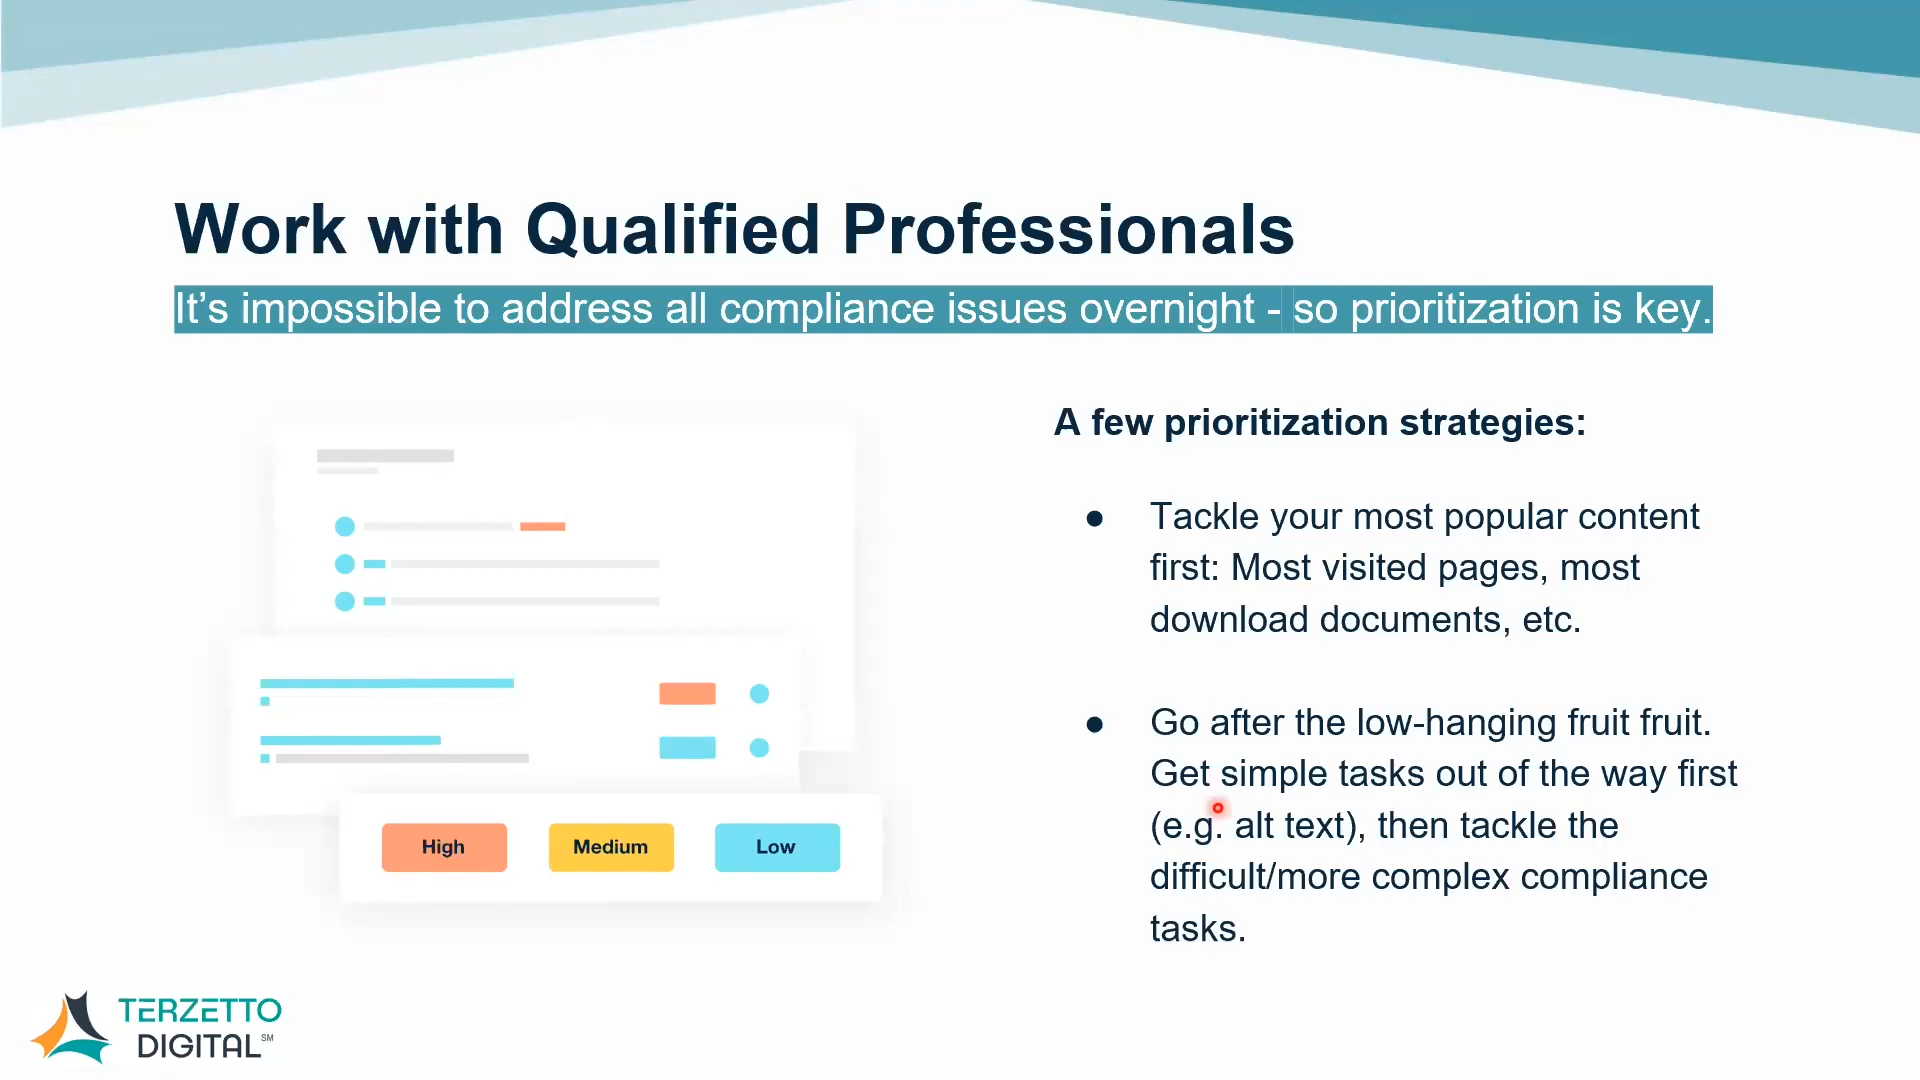 Work with Qualified Professionals
It’s impossible to address all compliance issues overnight - so prioritization is key.
A few prioritization strategies:
● Tackle your most popular content
first: Most visited pages, most
download documents, etc.
● Go after the low-hanging fruit fruit.
Get simple tasks out of the way first
(e.g. alt text), then tackle the
difficult/more complex compliance
tasks.
High Medium Low
TERZETTO
DIGITAL℠